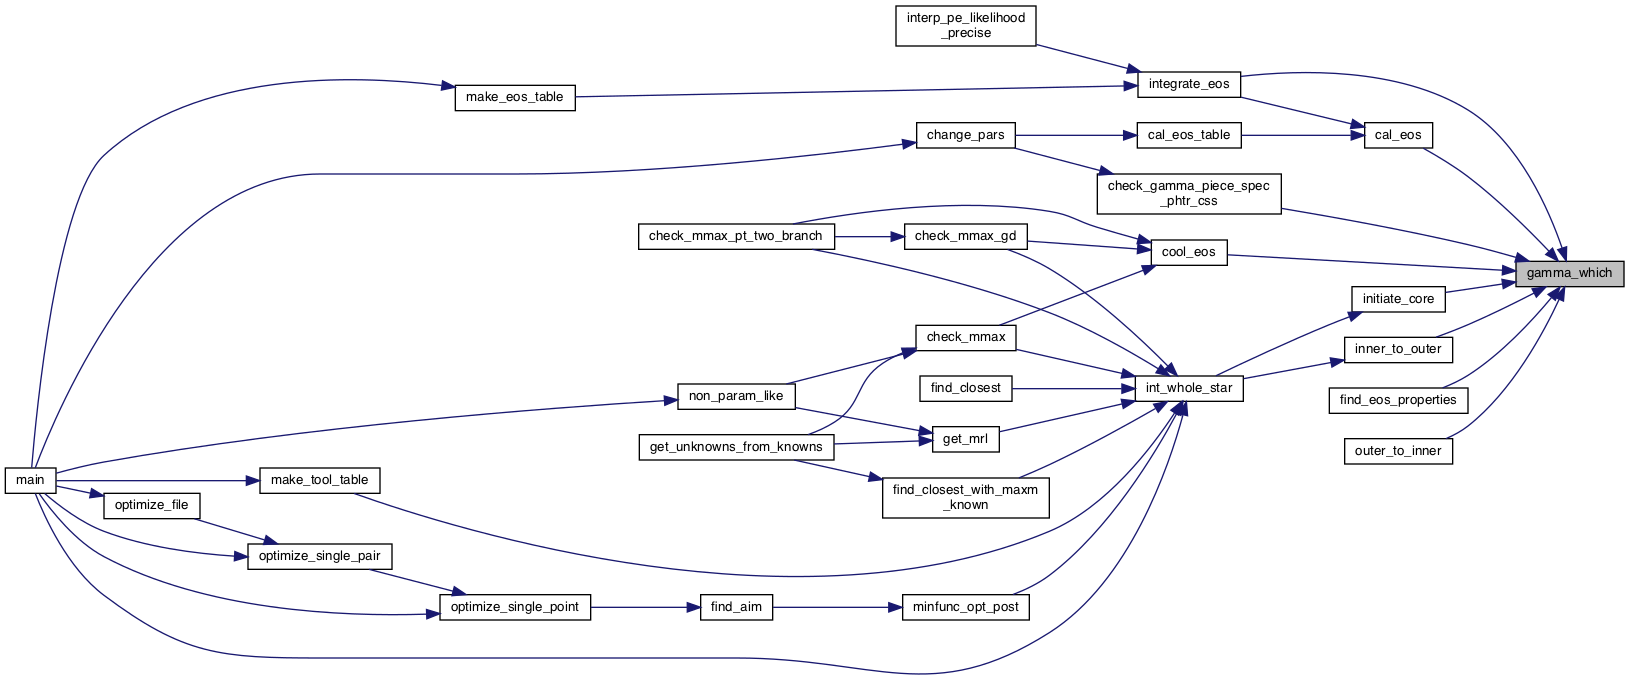 interp_pe_likelihood
_precise
integrate_eos
make_eos_table
change_pars
cal_eos_table
cal_eos
check_gamma_piece_spec
_phtr_css
check_mmax_pt_two_branch
check_mmax_gd
cool_eos
gamma_which
initiate_core
check_mmax
inner_to_outer
find_closest
int_whole_star
non_param_like
find_eos_properties
get_unknowns_from_knowns
get_mrl
outer_to_inner
main
make_tool_table
find_closest_with_maxm
_known
optimize_file
optimize_single_pair
optimize_single_point
find_aim
minfunc_opt_post